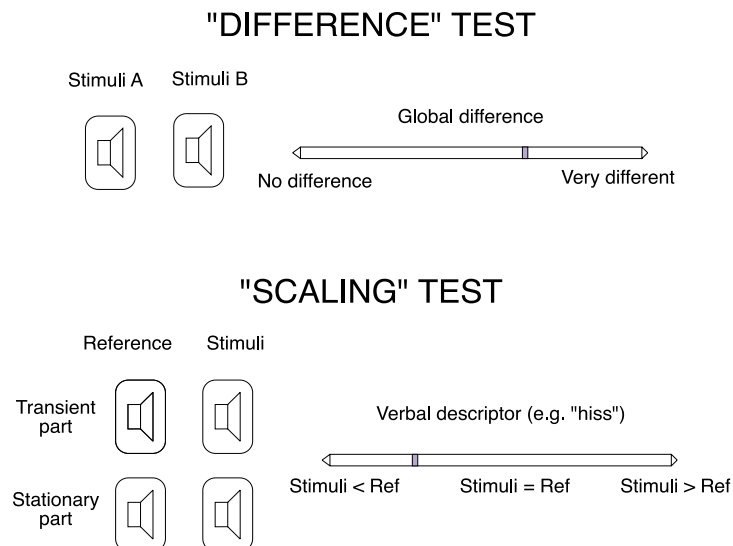 "DIFFERENCE" TEST
Stimuli A Stimuli B
Global difference
No difference Very different
"SCALING" TEST
Reference Stimuli
Transient
part
Verbal descriptor (e.g. "hiss")
Stimuli < Ref Stimuli = Ref Stimuli > Ref
Stationary
part